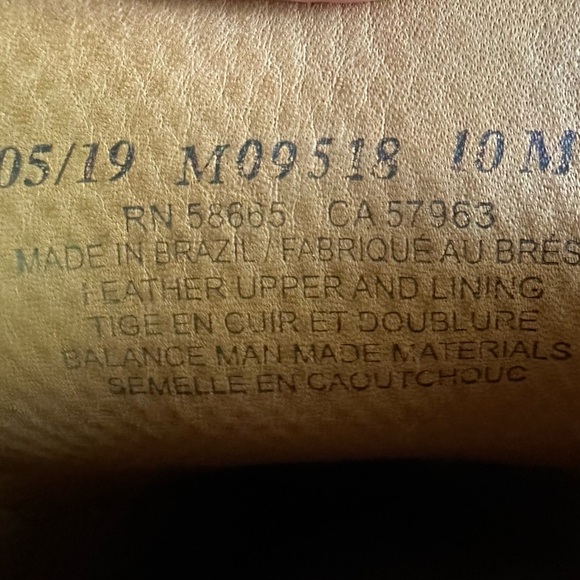 05/19 M09518 10 M
RN 58665 CA 57963
MADE IN BRAZIL / FABRIQUÉ AU BRÉS
LEATHER UPPER AND LINING
TIGE EN CUIR ET DOUBLURE
BALANCE MAN MADE MATERIALS
SEMELLE EN CAOUTCHOUC